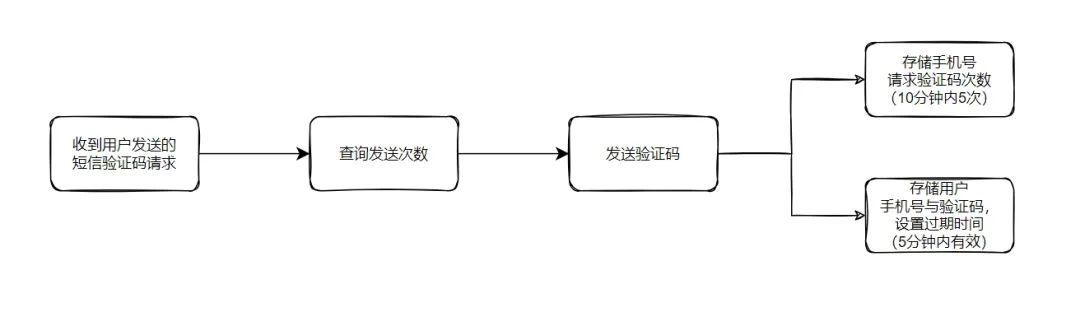 收到用户发送的
短信验证码请求
查询发送次数
发送验证码
存储手机号
请求验证码次数
（10分钟内5次）
存储用户
手机号与验证码，
设置过期时间
（5分钟内有效）